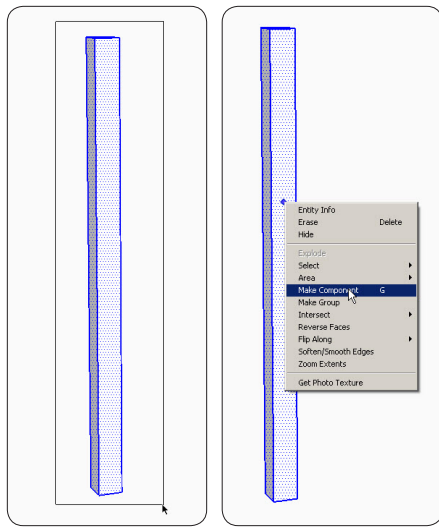 Entity Info
Erase Delete
Hide
Explode
Select
Area
Make Component G
Make Group
Intersect
Reverse Faces
Flip Along
Soften/Smooth Edges
Zoom Extents
Get Photo Texture